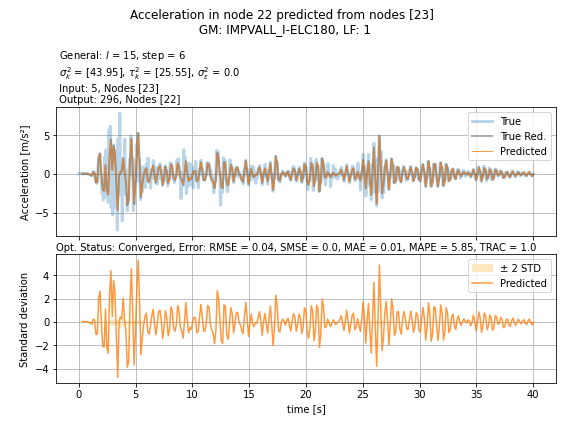 Acceleration in node 22 predicted from nodes [23]
GM: IMPVALL_I-ELC180, LF: 1
General: l = 15, step = 6
σ²ₖ = [43.95], τ²ₖ = [25.55], σ²ε = 0.0
Input: 5, Nodes [23]
Output: 296, Nodes [22]
Acceleration [m/s²]
5
0
−5
True
True Red.
Predicted
Opt. Status: Converged, Error: RMSE = 0.04, SMSE = 0.0, MAE = 0.01, MAPE = 5.85, TRAC = 1.0
Standard deviation
4
2
0
−2
−4
± 2 STD
Predicted
0 5 10 15 20 25 30 35 40
time [s]